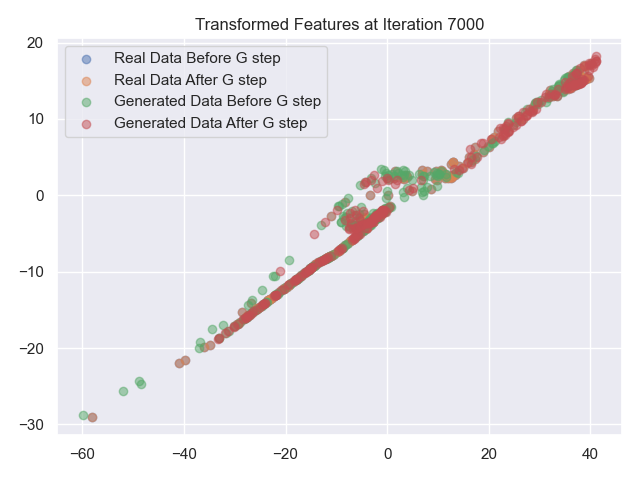 Transformed Features at Iteration 7000
Real Data Before G step
Real Data After G step
Generated Data Before G step
Generated Data After G step
20
10
0
−10
−20
−30
−60 −40 −20 0 20 40